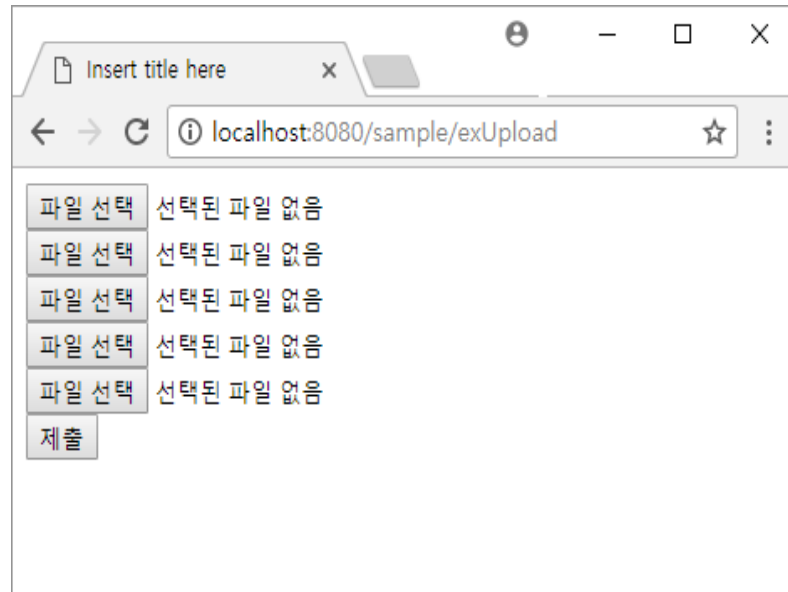 Insert title here
localhost:8080/sample/exUpload
파일 선택 선택된 파일 없음
파일 선택 선택된 파일 없음
파일 선택 선택된 파일 없음
파일 선택 선택된 파일 없음
파일 선택 선택된 파일 없음
제출